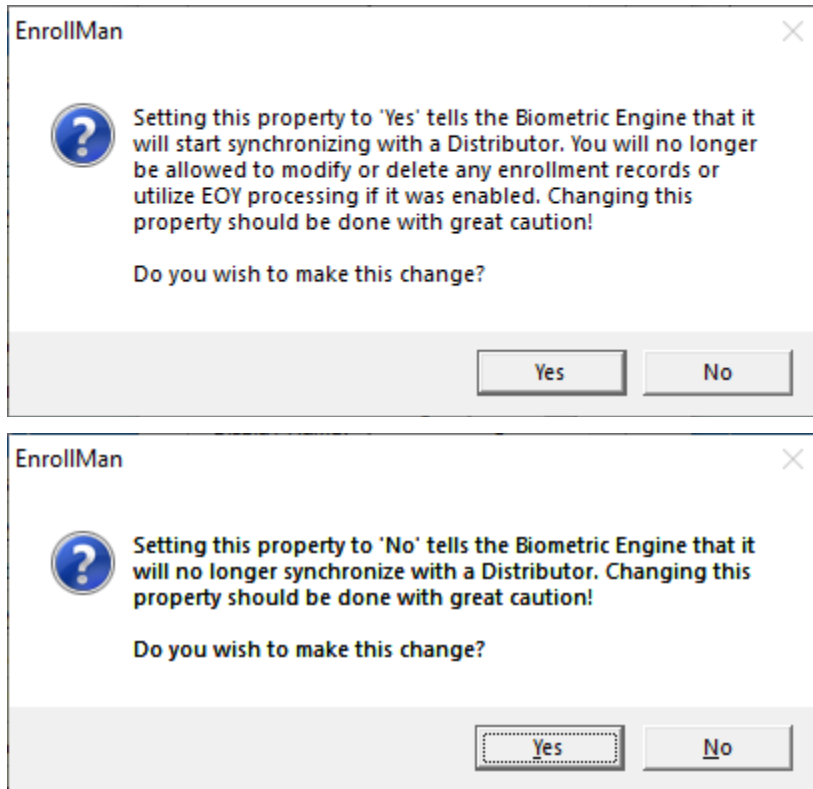 EnrollMan
Setting this property to 'Yes' tells the Biometric Engine that it
will start synchronizing with a Distributor. You will no longer
be allowed to modify or delete any enrollment records or
utilize EOY processing if it was enabled. Changing this
property should be done with great caution!
Do you wish to make this change?
Yes No
EnrollMan
Setting this property to 'No' tells the Biometric Engine that it
will no longer synchronize with a Distributor. Changing this
property should be done with great caution!
Do you wish to make this change?
Yes No